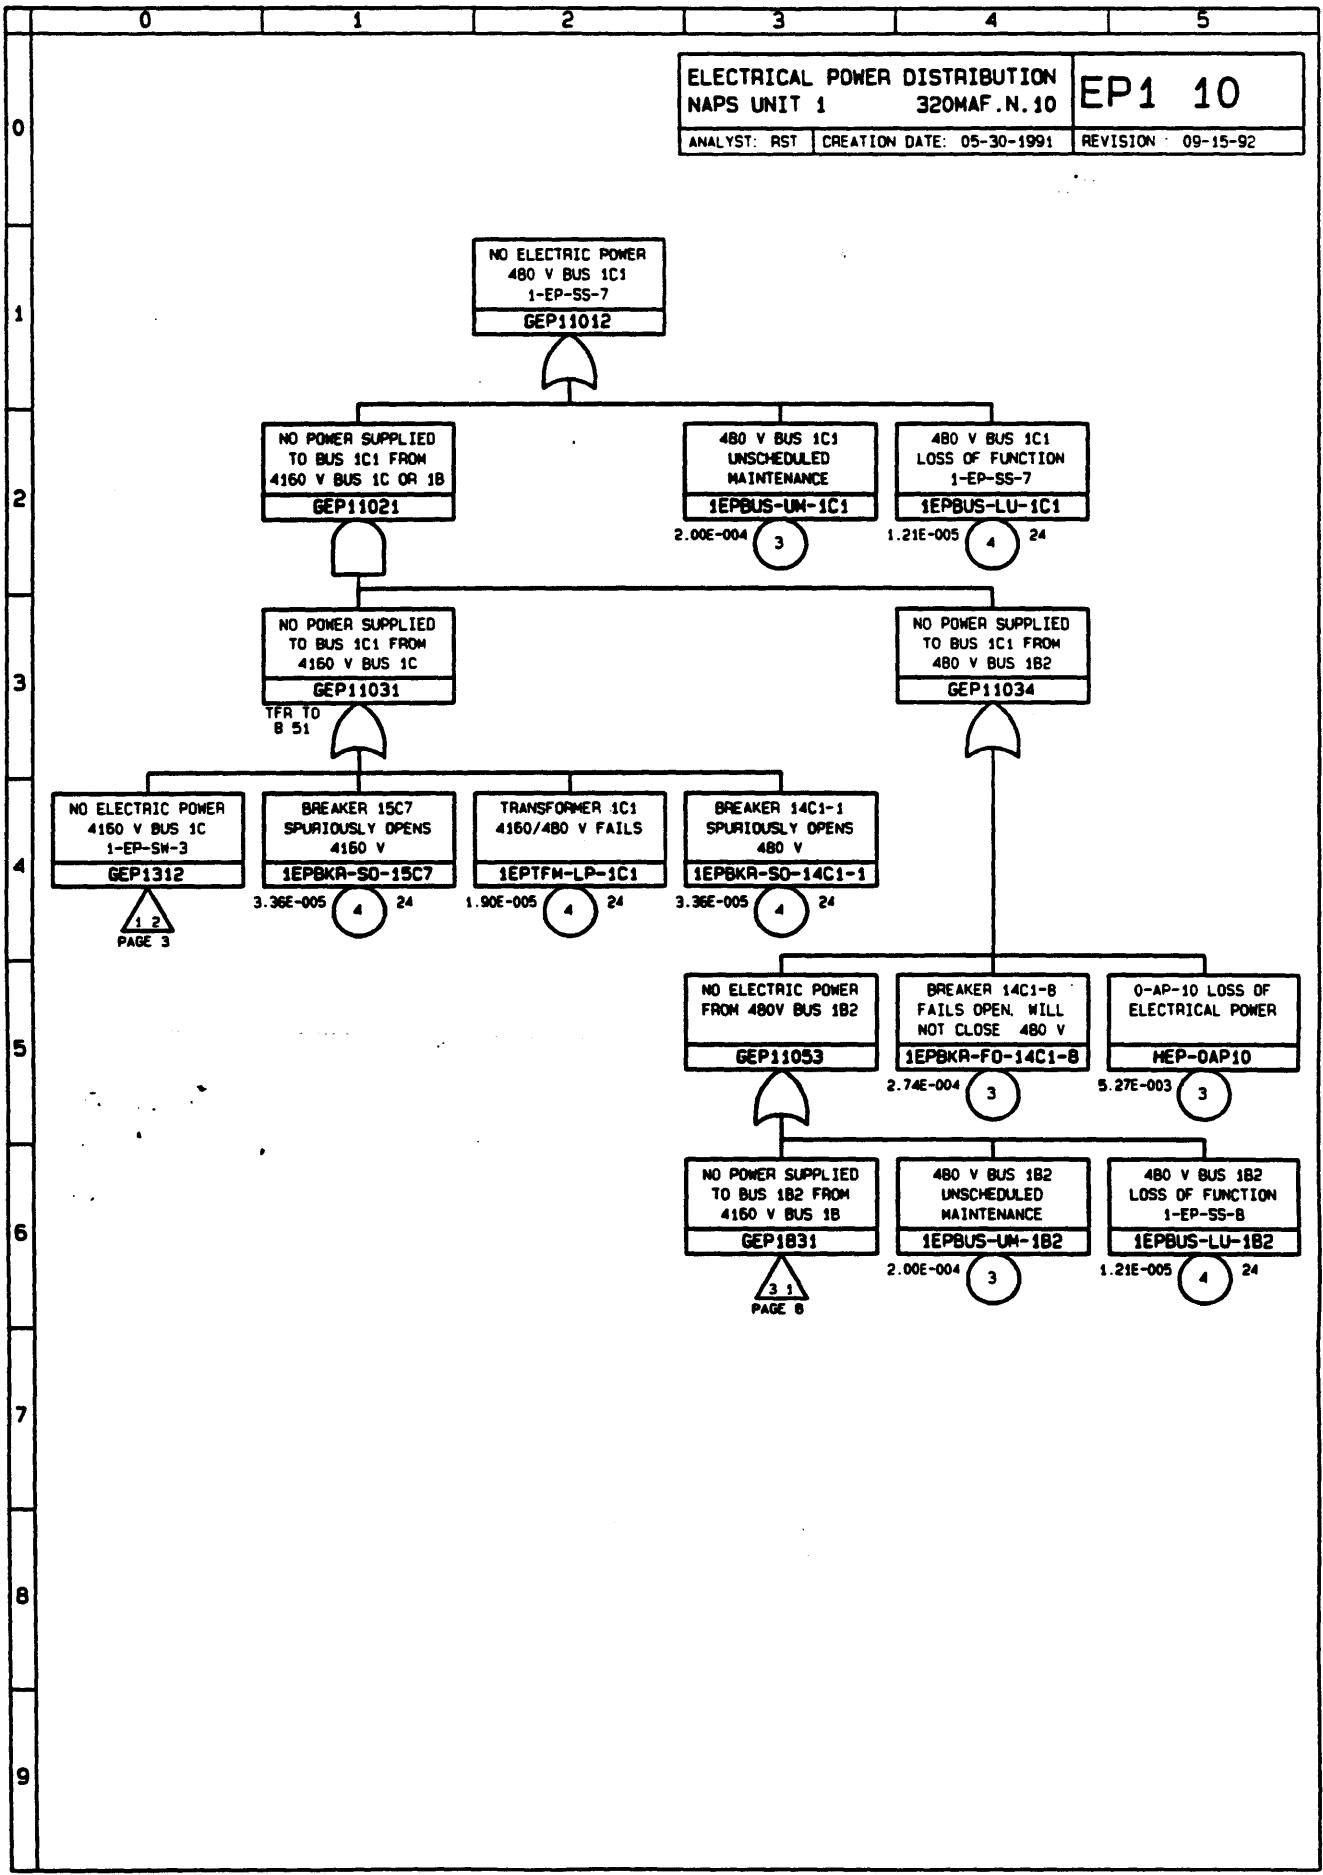 0 1 2 3 4 5
ELECTRICAL POWER DISTRIBUTION
NAPS UNIT 1 320MAF.N.10
EP1 10
ANALYST: RST CREATION DATE: 05-30-1991 REVISION 09-15-92
0
NO ELECTRIC POWER
480 V BUS 1C1
1-EP-SS-7
GEP11012
1
NO POWER SUPPLIED
TO BUS 1C1 FROM
4160 V BUS 1C OR 1B
GEP11021
480 V BUS 1C1
UNSCHEDULED
MAINTENANCE
1EPBUS-UM-1C1
2.00E-004 3
480 V BUS 1C1
LOSS OF FUNCTION
1-EP-SS-7
1EPBUS-LU-1C1
1.21E-005 4 24
2
NO POWER SUPPLIED
TO BUS 1C1 FROM
4160 V BUS 1C
GEP11031
TFR TO
B 51
NO POWER SUPPLIED
TO BUS 1C1 FROM
480 V BUS 1B2
GEP11034
3
NO ELECTRIC POWER
4160 V BUS 1C
1-EP-SW-3
GEP1312
1 2
PAGE 3
BREAKER 15C7
SPURIOUSLY OPENS
4160 V
1EPBKR-SO-15C7
3.36E-005 4 24
TRANSFORMER 1C1
4160/480 V FAILS
1EPTFM-LP-1C1
1.90E-005 4 24
BREAKER 14C1-1
SPURIOUSLY OPENS
480 V
1EPBKR-SO-14C1-1
3.36E-005 4 24
4
NO ELECTRIC POWER
FROM 480V BUS 1B2
GEP11053
BREAKER 14C1-8
FAILS OPEN, WILL
NOT CLOSE 480 V
1EPBKR-FO-14C1-8
2.74E-004 3
0-AP-10 LOSS OF
ELECTRICAL POWER
HEP-0AP10
5.27E-003 3
5
NO POWER SUPPLIED
TO BUS 1B2 FROM
4160 V BUS 1B
GEP1831
3 1
PAGE 8
480 V BUS 1B2
UNSCHEDULED
MAINTENANCE
1EPBUS-UM-1B2
2.00E-004 3
480 V BUS 1B2
LOSS OF FUNCTION
1-EP-SS-8
1EPBUS-LU-1B2
1.21E-005 4 24
6
7
8
9